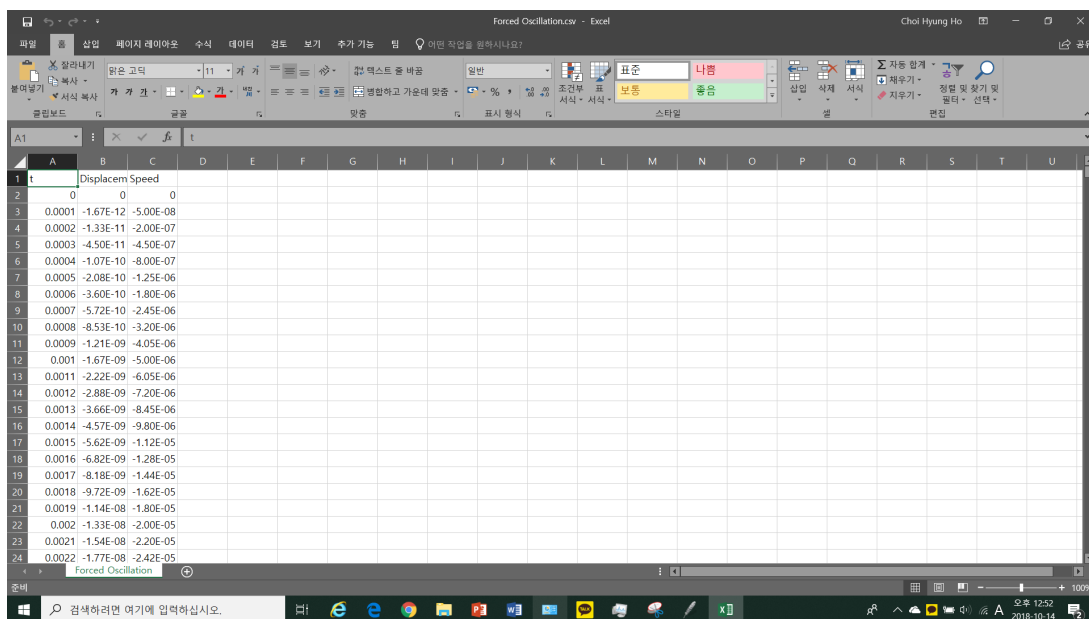 Forced Oscillation.csv - Excel
Choi Hyung Ho
파일 홈 삽입 페이지 레이아웃 수식 데이터 검토 보기 추가 기능 팀 어떤 작업을 원하시나요?
붙여넣기
잘라내기
복사
서식 복사
클립보드
맑은 고딕 11
가 가 가
글꼴
텍스트 줄 바꿈
병합하고 가운데 맞춤
맞춤
일반
표시 형식
조건부 서식
표 서식
표준 나쁨
보통 좋음
스타일
삽입 삭제 서식
셀
자동 합계
채우기
지우기
정렬 및 필터
찾기 및 선택
편집
A1 fx t
A B C D E F G H I J K L M N O P Q R S T U
1 t Displacem Speed
2 0 0 0
3 0.0001 -1.67E-12 -5.00E-08
4 0.0002 -1.33E-11 -2.00E-07
5 0.0003 -4.50E-11 -4.50E-07
6 0.0004 -1.07E-10 -8.00E-07
7 0.0005 -2.08E-10 -1.25E-06
8 0.0006 -3.60E-10 -1.80E-06
9 0.0007 -5.72E-10 -2.45E-06
10 0.0008 -8.53E-10 -3.20E-06
11 0.0009 -1.21E-09 -4.05E-06
12 0.001 -1.67E-09 -5.00E-06
13 0.0011 -2.22E-09 -6.05E-06
14 0.0012 -2.88E-09 -7.20E-06
15 0.0013 -3.66E-09 -8.45E-06
16 0.0014 -4.57E-09 -9.80E-06
17 0.0015 -5.62E-09 -1.12E-05
18 0.0016 -6.82E-09 -1.28E-05
19 0.0017 -8.18E-09 -1.44E-05
20 0.0018 -9.72E-09 -1.62E-05
21 0.0019 -1.14E-08 -1.80E-05
22 0.002 -1.33E-08 -2.00E-05
23 0.0021 -1.54E-08 -2.20E-05
24 0.0022 -1.77E-08 -2.42E-05
Forced Oscillation
준비
100%
검색하려면 여기에 입력하십시오.
A 오후 12:52
2018-10-14